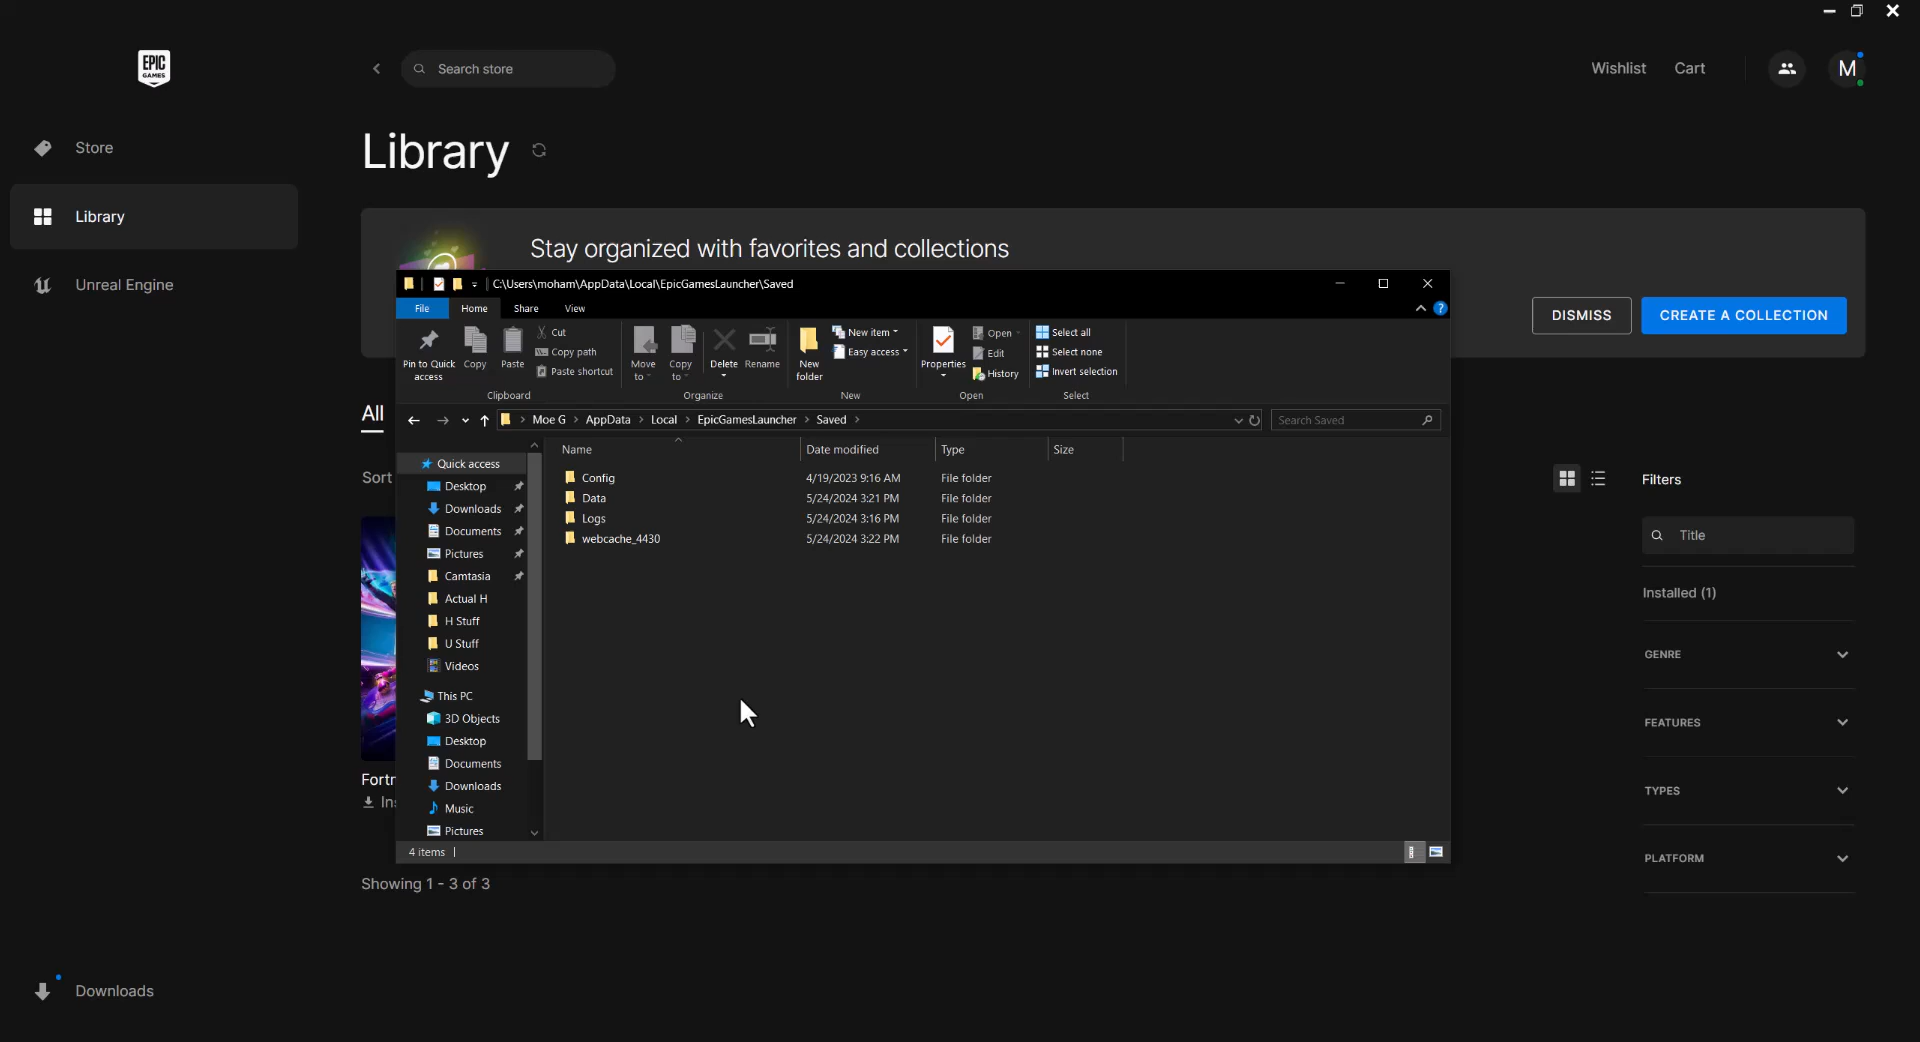 EPIC
GAMES
Search store
Wishlist
Cart
M
Store
Library
Unreal Engine
Downloads
Library
Stay organized with favorites and collections
DISMISS
CREATE A COLLECTION
All
Sort
Fortn
Ins
Showing 1 - 3 of 3
C:\Users\moham\AppData\Local\EpicGamesLauncher\Saved
File
Home
Share
View
?
Pin to Quick
access
Copy
Paste
Cut
Copy path
Paste shortcut
Clipboard
Move
to
Copy
to
Delete
Rename
Organize
New
folder
New item
Easy access
New
Properties
Open
Edit
History
Open
Select all
Select none
Invert selection
Select
Moe G > AppData > Local > EpicGamesLauncher > Saved >
Search Saved
Quick access
Desktop
Downloads
Documents
Pictures
Camtasia
Actual H
H Stuff
U Stuff
Videos
This PC
3D Objects
Desktop
Documents
Downloads
Music
Pictures
Name Date modified Type Size
Config 4/19/2023 9:16 AM File folder
Data 5/24/2024 3:21 PM File folder
Logs 5/24/2024 3:16 PM File folder
webcache_4430 5/24/2024 3:22 PM File folder
4 items
Filters
Title
Installed (1)
GENRE
FEATURES
TYPES
PLATFORM